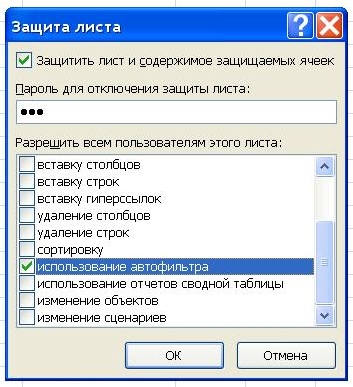 Защита листа
Защитить лист и содержимое защищаемых ячеек
Пароль для отключения защиты листа:
●●●
Разрешить всем пользователям этого листа:
вставку столбцов
вставку строк
вставку гиперссылок
удаление столбцов
удаление строк
сортировку
использование автофильтра
использование отчетов сводной таблицы
изменение объектов
изменение сценариев
ОК Отмена